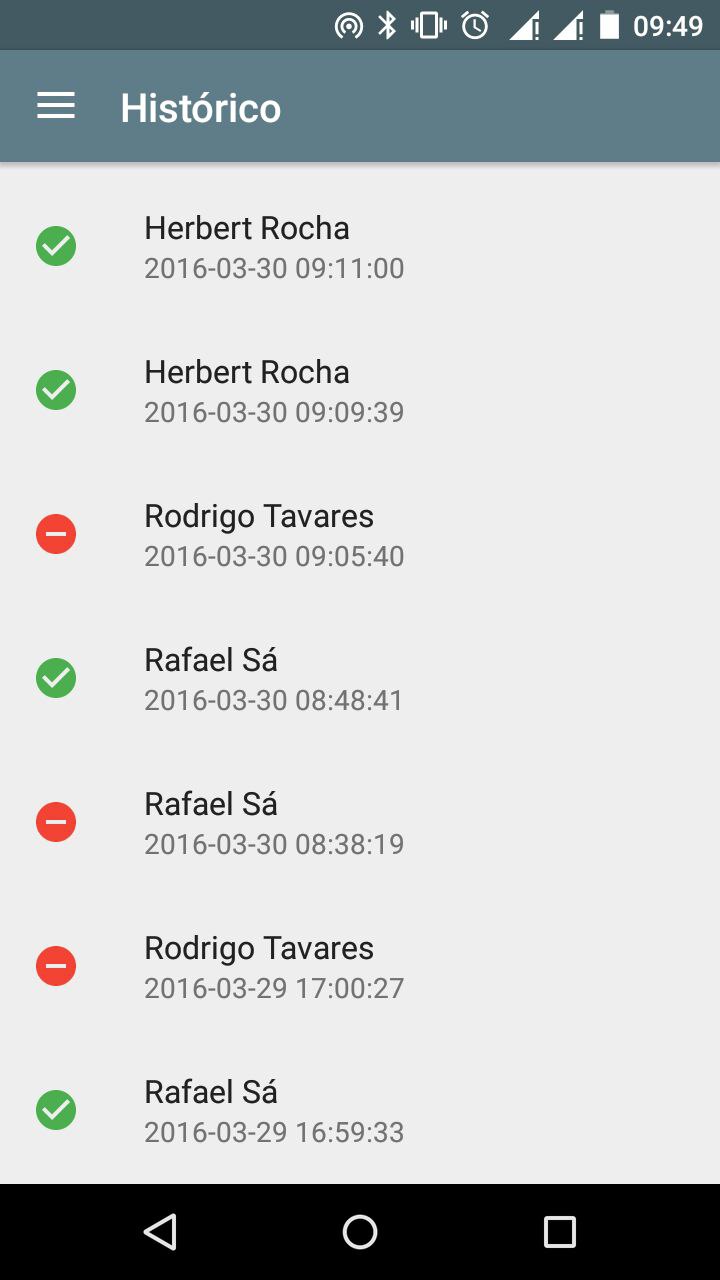 09:49
Histórico
Herbert Rocha
2016-03-30 09:11:00
Herbert Rocha
2016-03-30 09:09:39
Rodrigo Tavares
2016-03-30 09:05:40
Rafael Sá
2016-03-30 08:48:41
Rafael Sá
2016-03-30 08:38:19
Rodrigo Tavares
2016-03-29 17:00:27
Rafael Sá
2016-03-29 16:59:33